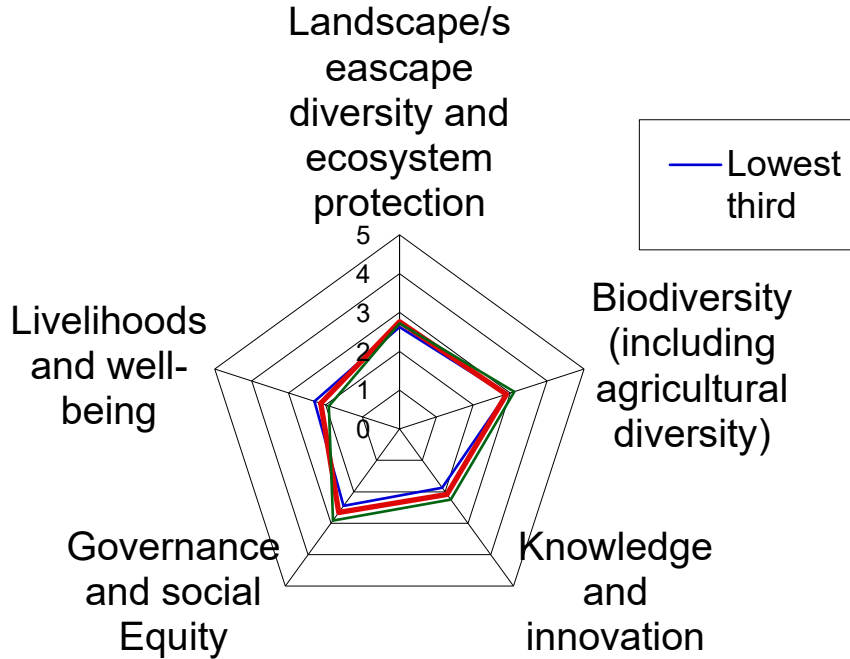 Landscape/s
eascape
diversity and
ecosystem
protection
Lowest
third
5
4
3
2
1
0
Biodiversity
(including
agricultural
diversity)
Livelihoods
and well-
being
Governance
and social
Equity
Knowledge
and
innovation